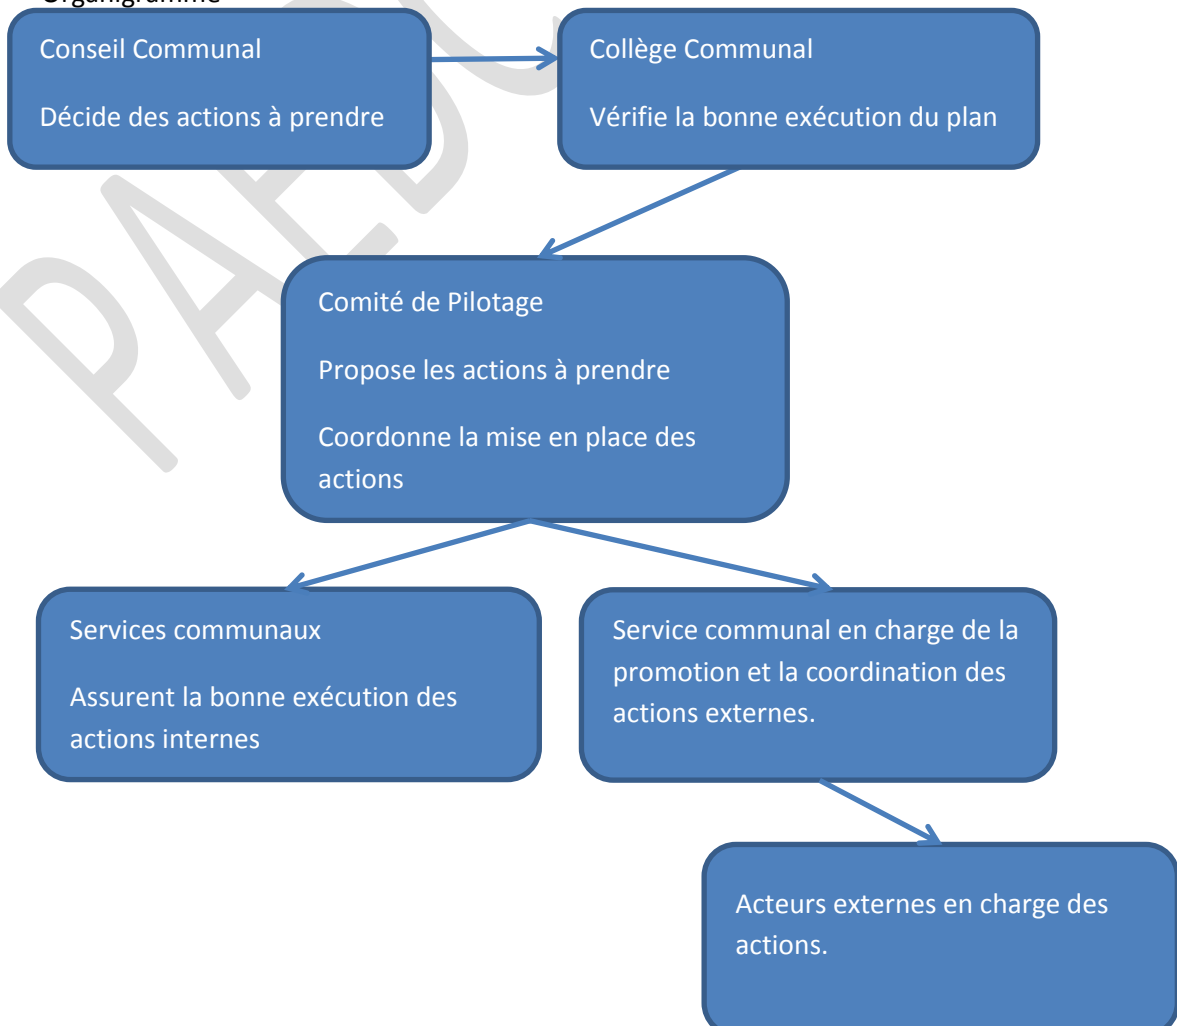 Organigramme
Conseil Communal
Décide des actions à prendre
Collège Communal
Vérifie la bonne exécution du plan
Comité de Pilotage
Propose les actions à prendre
Coordonne la mise en place des
actions
Services communaux
Assurent la bonne exécution des
actions internes
Service communal en charge de la
promotion et la coordination des
actions externes.
Acteurs externes en charge des
actions.